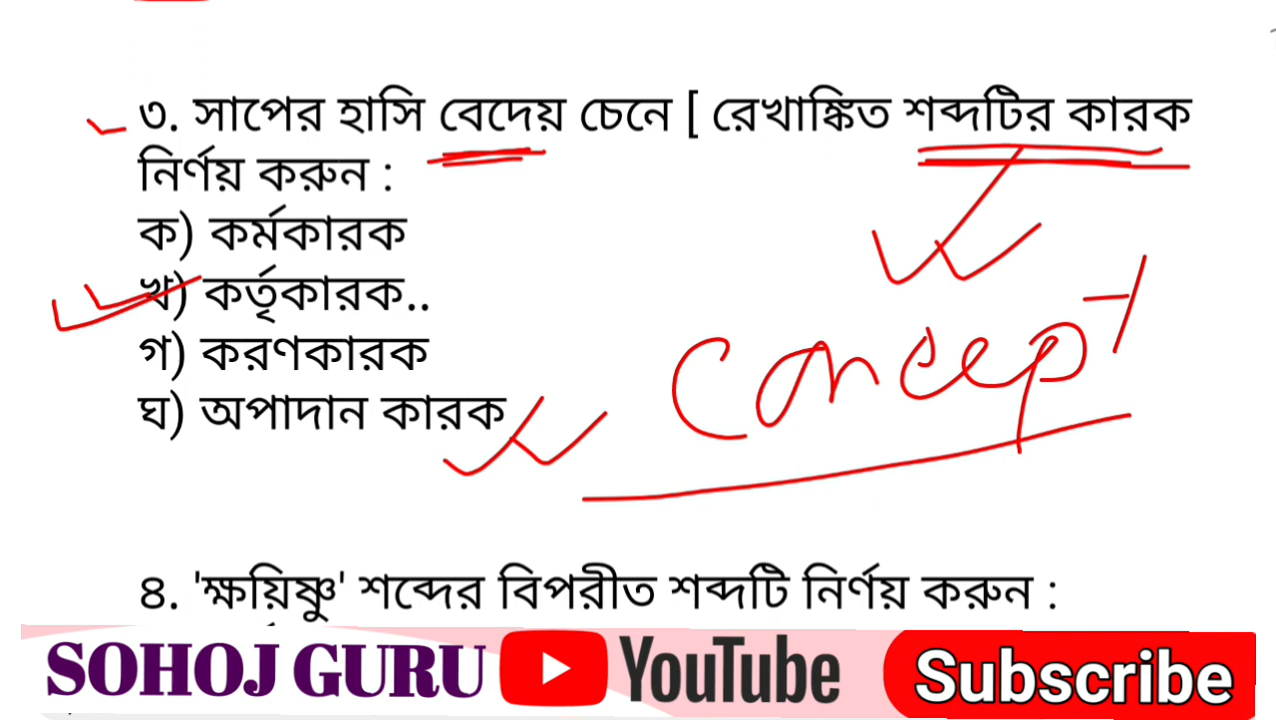 ৩. সাপের হাসি বেদেয় চেনে [ রেখাঙ্কিত শব্দটির কারক
নির্ণয় করুন :
ক) কর্মকারক
খ) কর্তৃকারক..
গ) করণকারক
ঘ) অপাদান কারক
concept
৪. 'ক্ষয়িষ্ণু' শব্দের বিপরীত শব্দটি নির্ণয় করুন :
SOHOJ GURU YouTube Subscribe